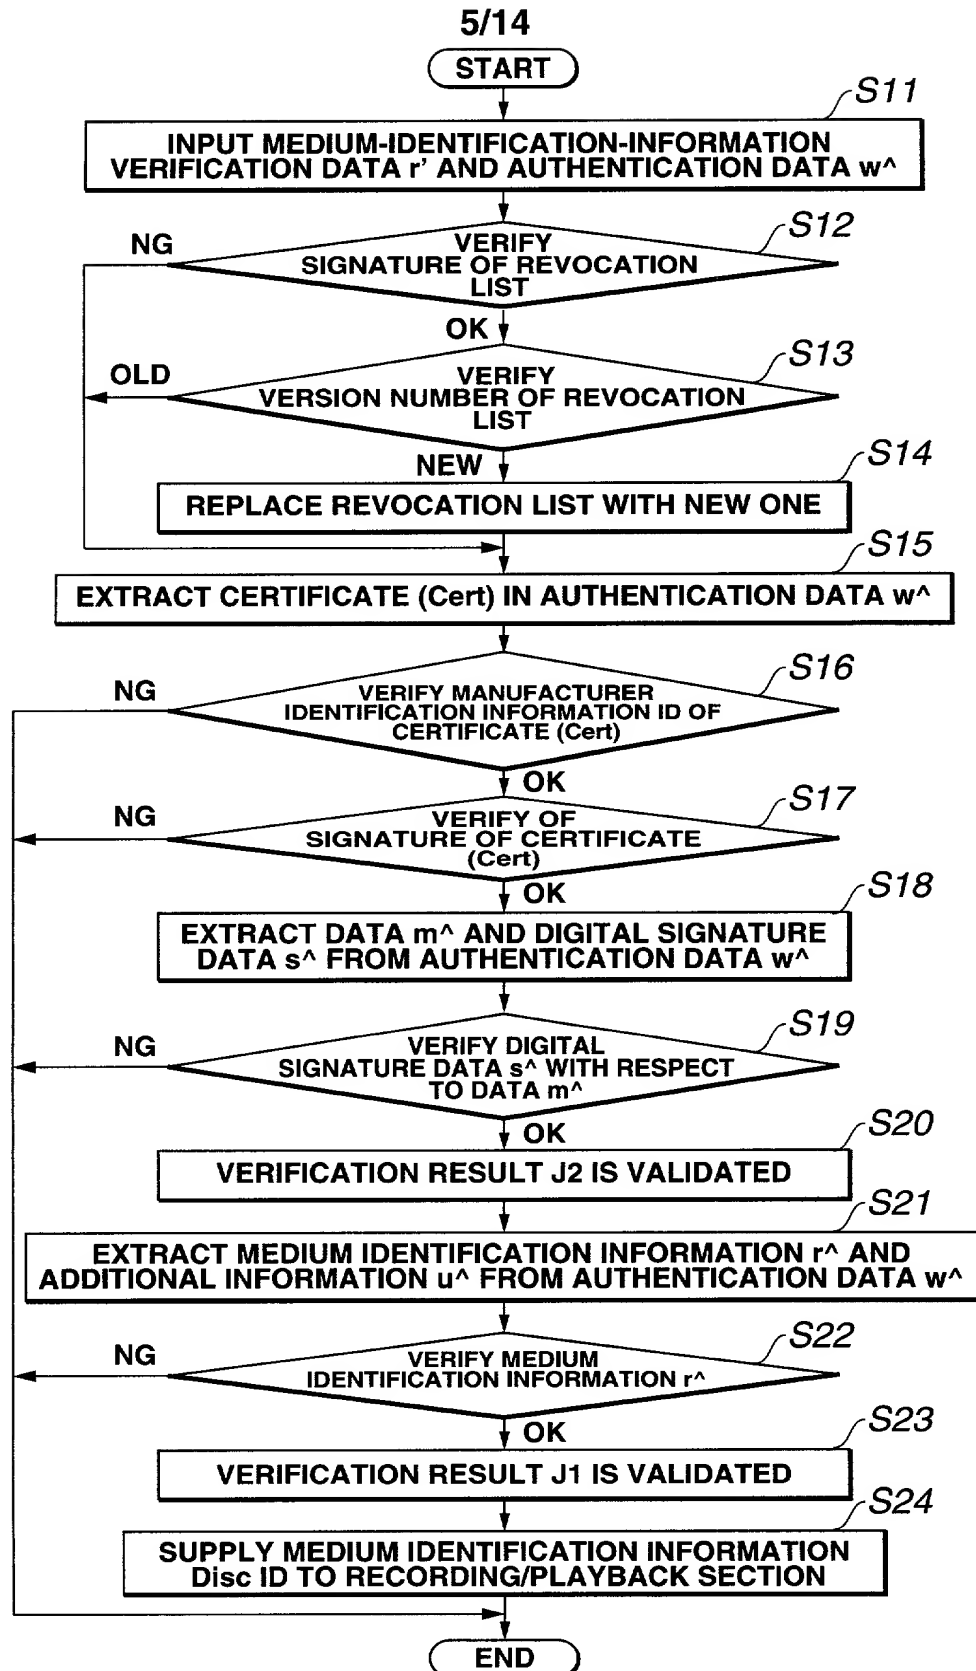 5/14
START
S11
INPUT MEDIUM-IDENTIFICATION-INFORMATION
VERIFICATION DATA r' AND AUTHENTICATION DATA w^
S12
NG
VERIFY
SIGNATURE OF REVOCATION
LIST
OK
S13
OLD
VERIFY
VERSION NUMBER OF REVOCATION
LIST
NEW
S14
REPLACE REVOCATION LIST WITH NEW ONE
S15
EXTRACT CERTIFICATE (Cert) IN AUTHENTICATION DATA w^
S16
NG
VERIFY MANUFACTURER
IDENTIFICATION INFORMATION ID OF
CERTIFICATE (Cert)
OK
S17
NG
VERIFY OF
SIGNATURE OF CERTIFICATE
(Cert)
OK
S18
EXTRACT DATA m^ AND DIGITAL SIGNATURE
DATA s^ FROM AUTHENTICATION DATA w^
S19
NG
VERIFY DIGITAL
SIGNATURE DATA s^ WITH RESPECT
TO DATA m^
OK
S20
VERIFICATION RESULT J2 IS VALIDATED
S21
EXTRACT MEDIUM IDENTIFICATION INFORMATION r^ AND
ADDITIONAL INFORMATION u^ FROM AUTHENTICATION DATA w^
S22
NG
VERIFY MEDIUM
IDENTIFICATION INFORMATION r^
OK
S23
VERIFICATION RESULT J1 IS VALIDATED
S24
SUPPLY MEDIUM IDENTIFICATION INFORMATION
Disc ID TO RECORDING/PLAYBACK SECTION
END